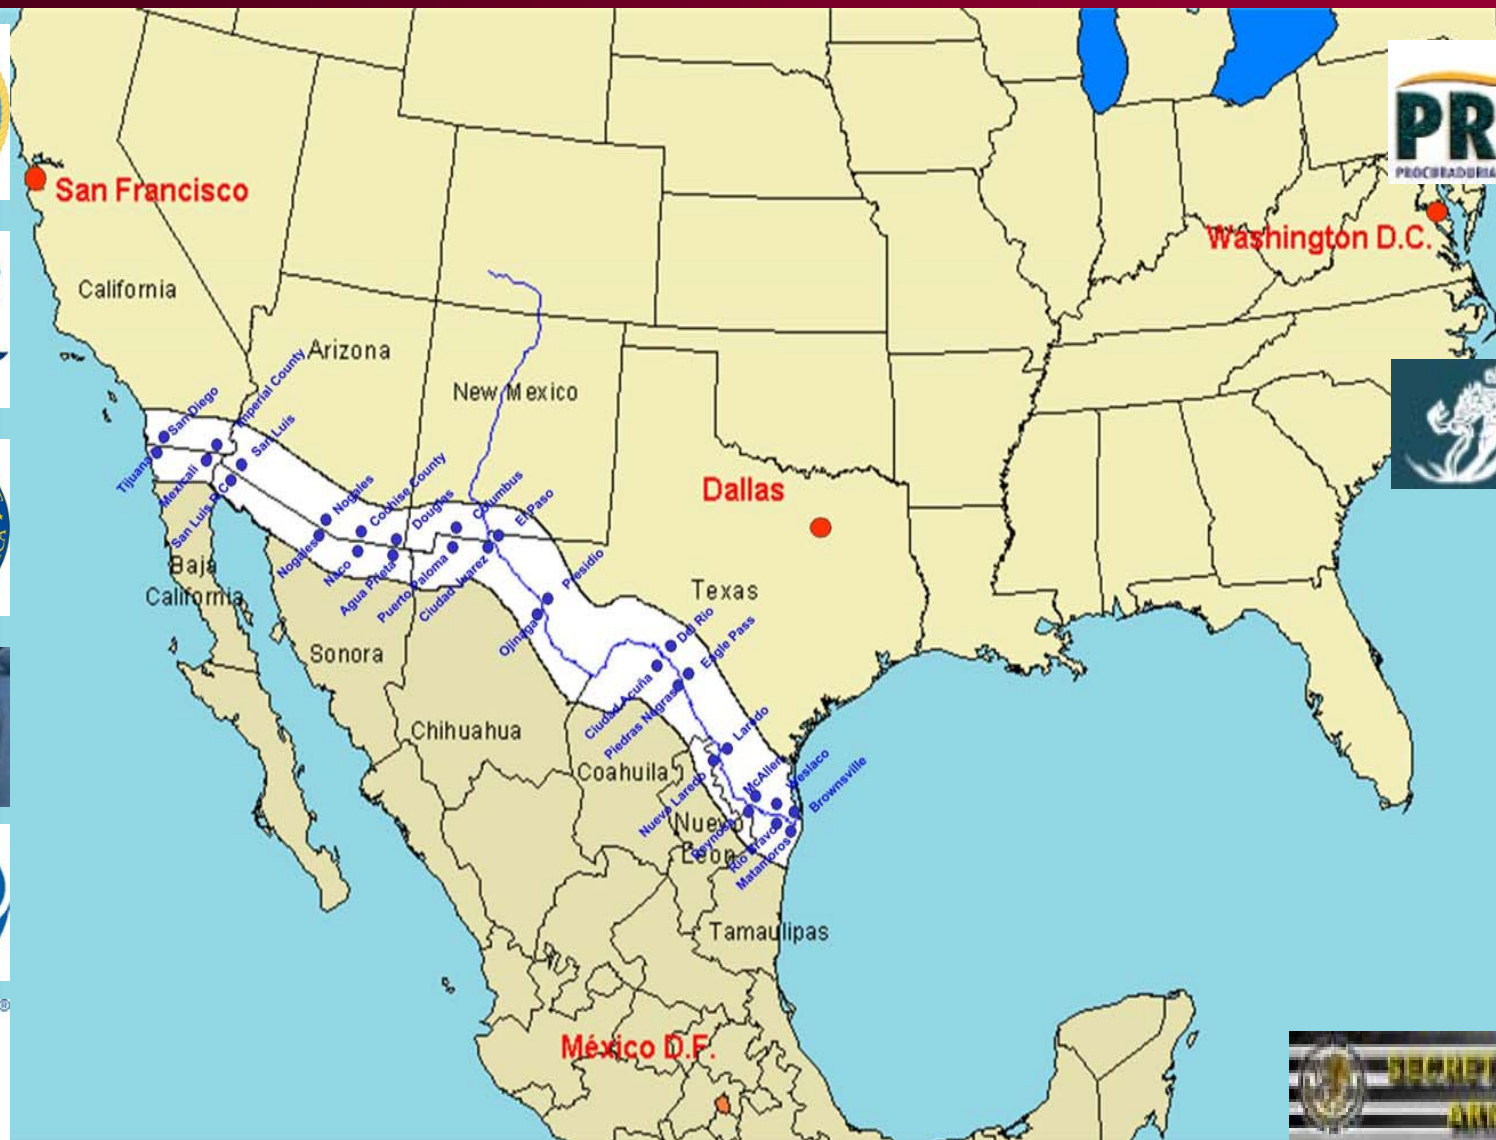 PR
PROCURADURIA
San Francisco
Washington D.C.
California
Arizona
New Mexico
Imperial County
San Diego
San Luis
Tijuana
Mexicali
San Luis R.C.
Nogales
Cochise County
Douglas
Columbus
El Paso
Dallas
Nogales
Naco
Agua Prieta
Puerto Paloma
Ciudad Juarez
Presidio
Ojinaga
Baja
California
Texas
Sonora
Del Rio
Eagle Pass
Ciudad Acuña
Piedras Negras
Chihuahua
Coahuila
Laredo
Nuevo Laredo
McAllen
Weslaco
Brownsville
Nuevo
Leon
Reynosa
Rio Bravo
Matamoros
Tamaulipas
®
México D.F.
SECRET